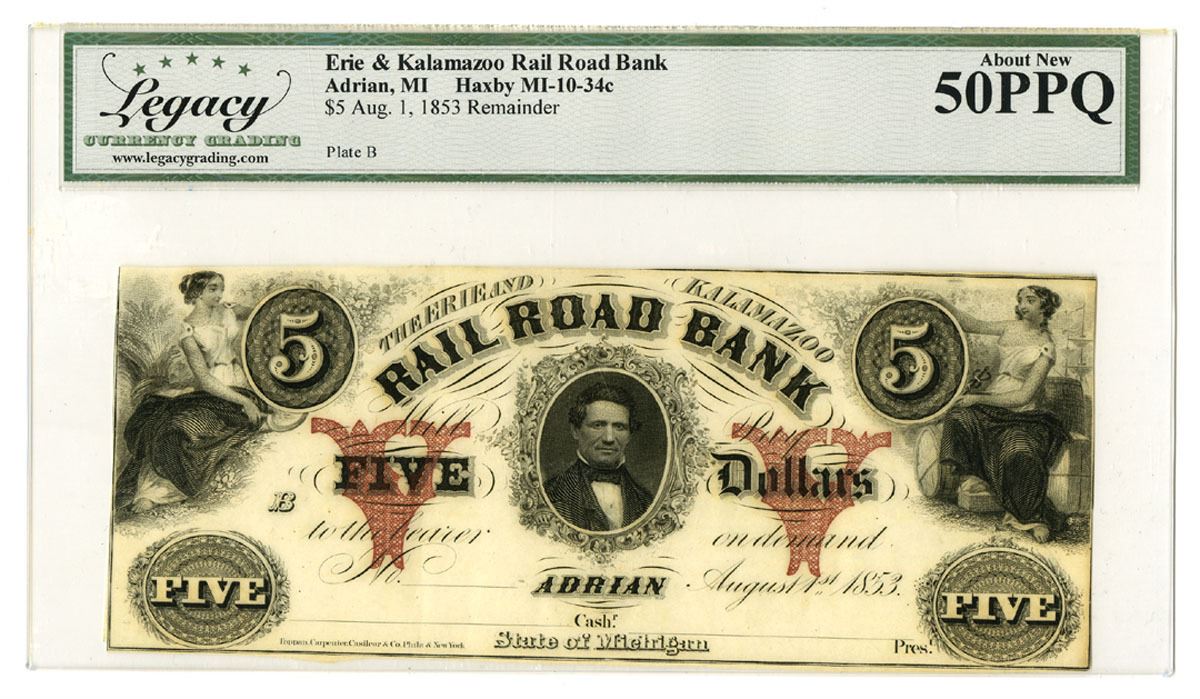 Legacy
CURRENCY GRADING
www.legacygrading.com
Erie & Kalamazoo Rail Road Bank
Adrian, MI Haxby MI-10-34c
$5 Aug. 1, 1853 Remainder
Plate B
About New
50PPQ
THE ERIE AND KALAMAZOO
RAIL ROAD BANK
5 5
Will Pay
V V
FIVE Dollars
B
to the bearer on demand
No. ADRIAN August 1st 1853.
FIVE FIVE
Cashr.
Toppan, Carpenter, Casilear & Co. Phila. & New York
State of Michigan
Prest.